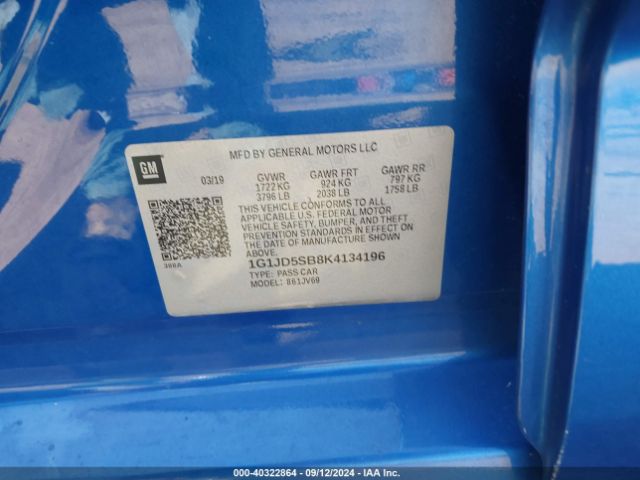 MFD BY GENERAL MOTORS LLC
GM
03/19 GVWR GAWR FRT GAWR RR
1722 KG 924 KG 797 KG
3796 LB 2038 LB 1758 LB
THIS VEHICLE CONFORMS TO ALL
APPLICABLE U.S. FEDERAL MOTOR
VEHICLE SAFETY, BUMPER, AND THEFT
PREVENTION STANDARDS IN EFFECT
ON THE DATE OF MANUFACTURE SHOWN
ABOVE.
388A
1G1JD5SB8K4134196
TYPE: PASS CAR
MODEL: 861JV69
000-40322864 - 09/12/2024 - IAA Inc.